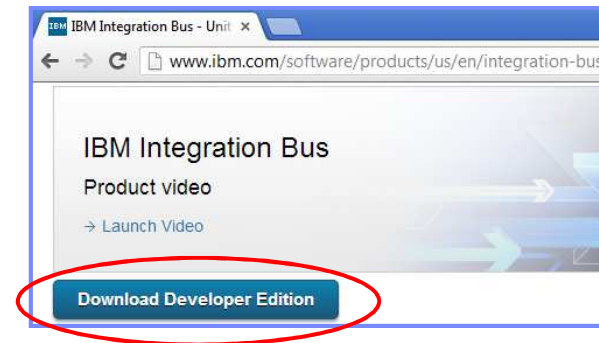 IBM IBM Integration Bus - Unit ×
www.ibm.com/software/products/us/en/integration-bus
IBM Integration Bus
Product video
→ Launch Video
Download Developer Edition